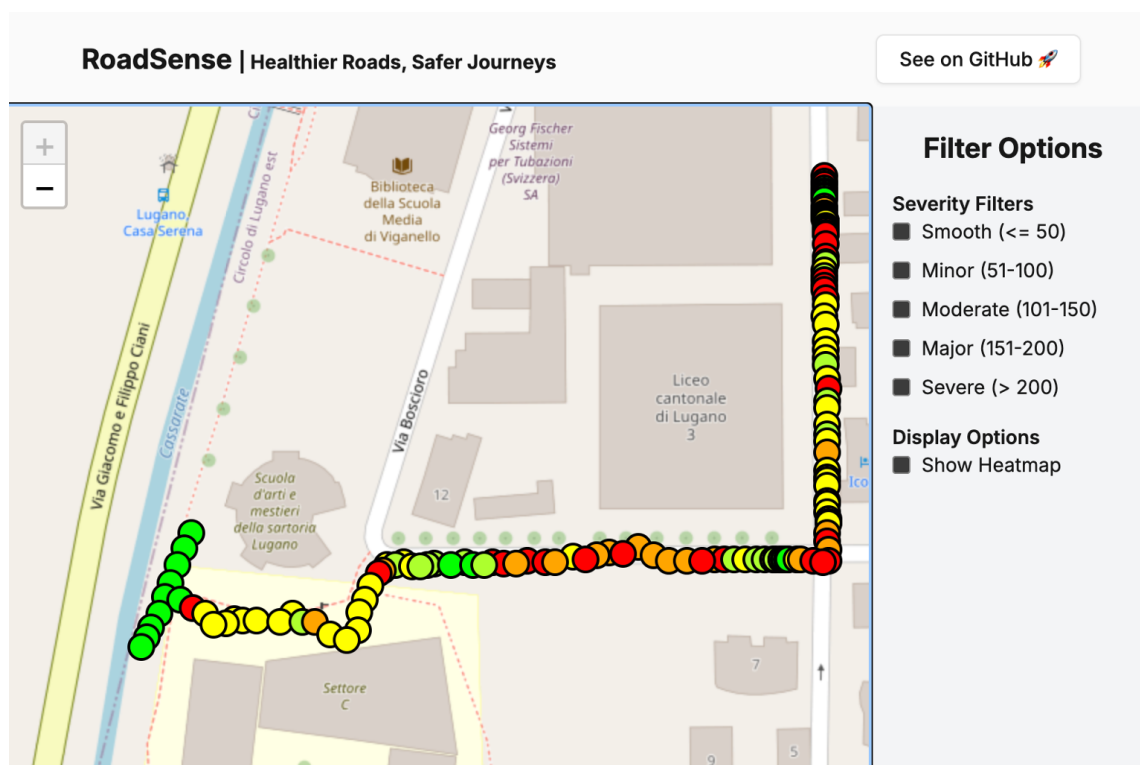 RoadSense | Healthier Roads, Safer Journeys
See on GitHub 🚀
+
−
Georg Fischer
Sistemi
per Tubazioni
(Svizzera)
SA
Biblioteca
della Scuola
Media
di Viganello
Lugano,
Casa Serena
Circolo di Lugano est
Via Giacomo e Filippo Ciani
Cassarate
Via Boscioro
Liceo
cantonale
di Lugano
3
12
Scuola
d'arti e
mestieri
della sartoria
Lugano
Ico
Settore
C
7
9
5
Filter Options
Severity Filters
Smooth (<= 50)
Minor (51-100)
Moderate (101-150)
Major (151-200)
Severe (> 200)
Display Options
Show Heatmap